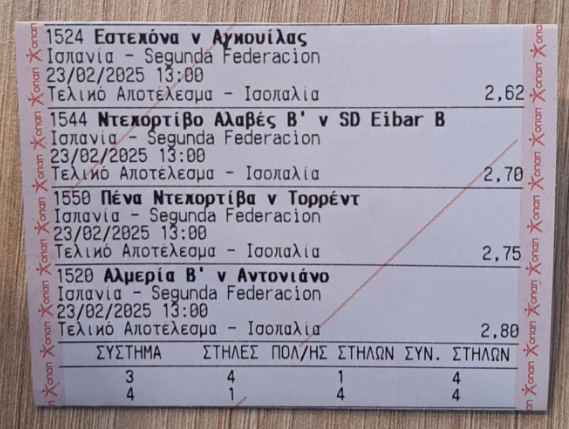 1524 Εστεπόνα v Αγκουίλας
Ισπανία - Segunda Federacion
23/02/2025 13:00
Τελικό Αποτέλεσμα - Ισοπαλία 2,62
1544 Ντεπορτίβο Αλαβές Β' v SD Eibar B
Ισπανία - Segunda Federacion
23/02/2025 13:00
Τελικό Αποτέλεσμα - Ισοπαλία 2,70
1550 Πένα Ντεπορτίβα v Τορρέντ
Ισπανία - Segunda Federacion
23/02/2025 13:00
Τελικό Αποτέλεσμα - Ισοπαλία 2,75
1520 Αλμερία Β' v Αντονιάνο
Ισπανία - Segunda Federacion
23/02/2025 13:00
Τελικό Αποτέλεσμα - Ισοπαλία 2,80
ΣΥΣΤΗΜΑ ΣΤΗΛΕΣ ΠΟΛ/ΗΣ ΣΤΗΛΩΝ ΣΥΝ. ΣΤΗΛΩΝ
3 4 1 4
4 1 4 4